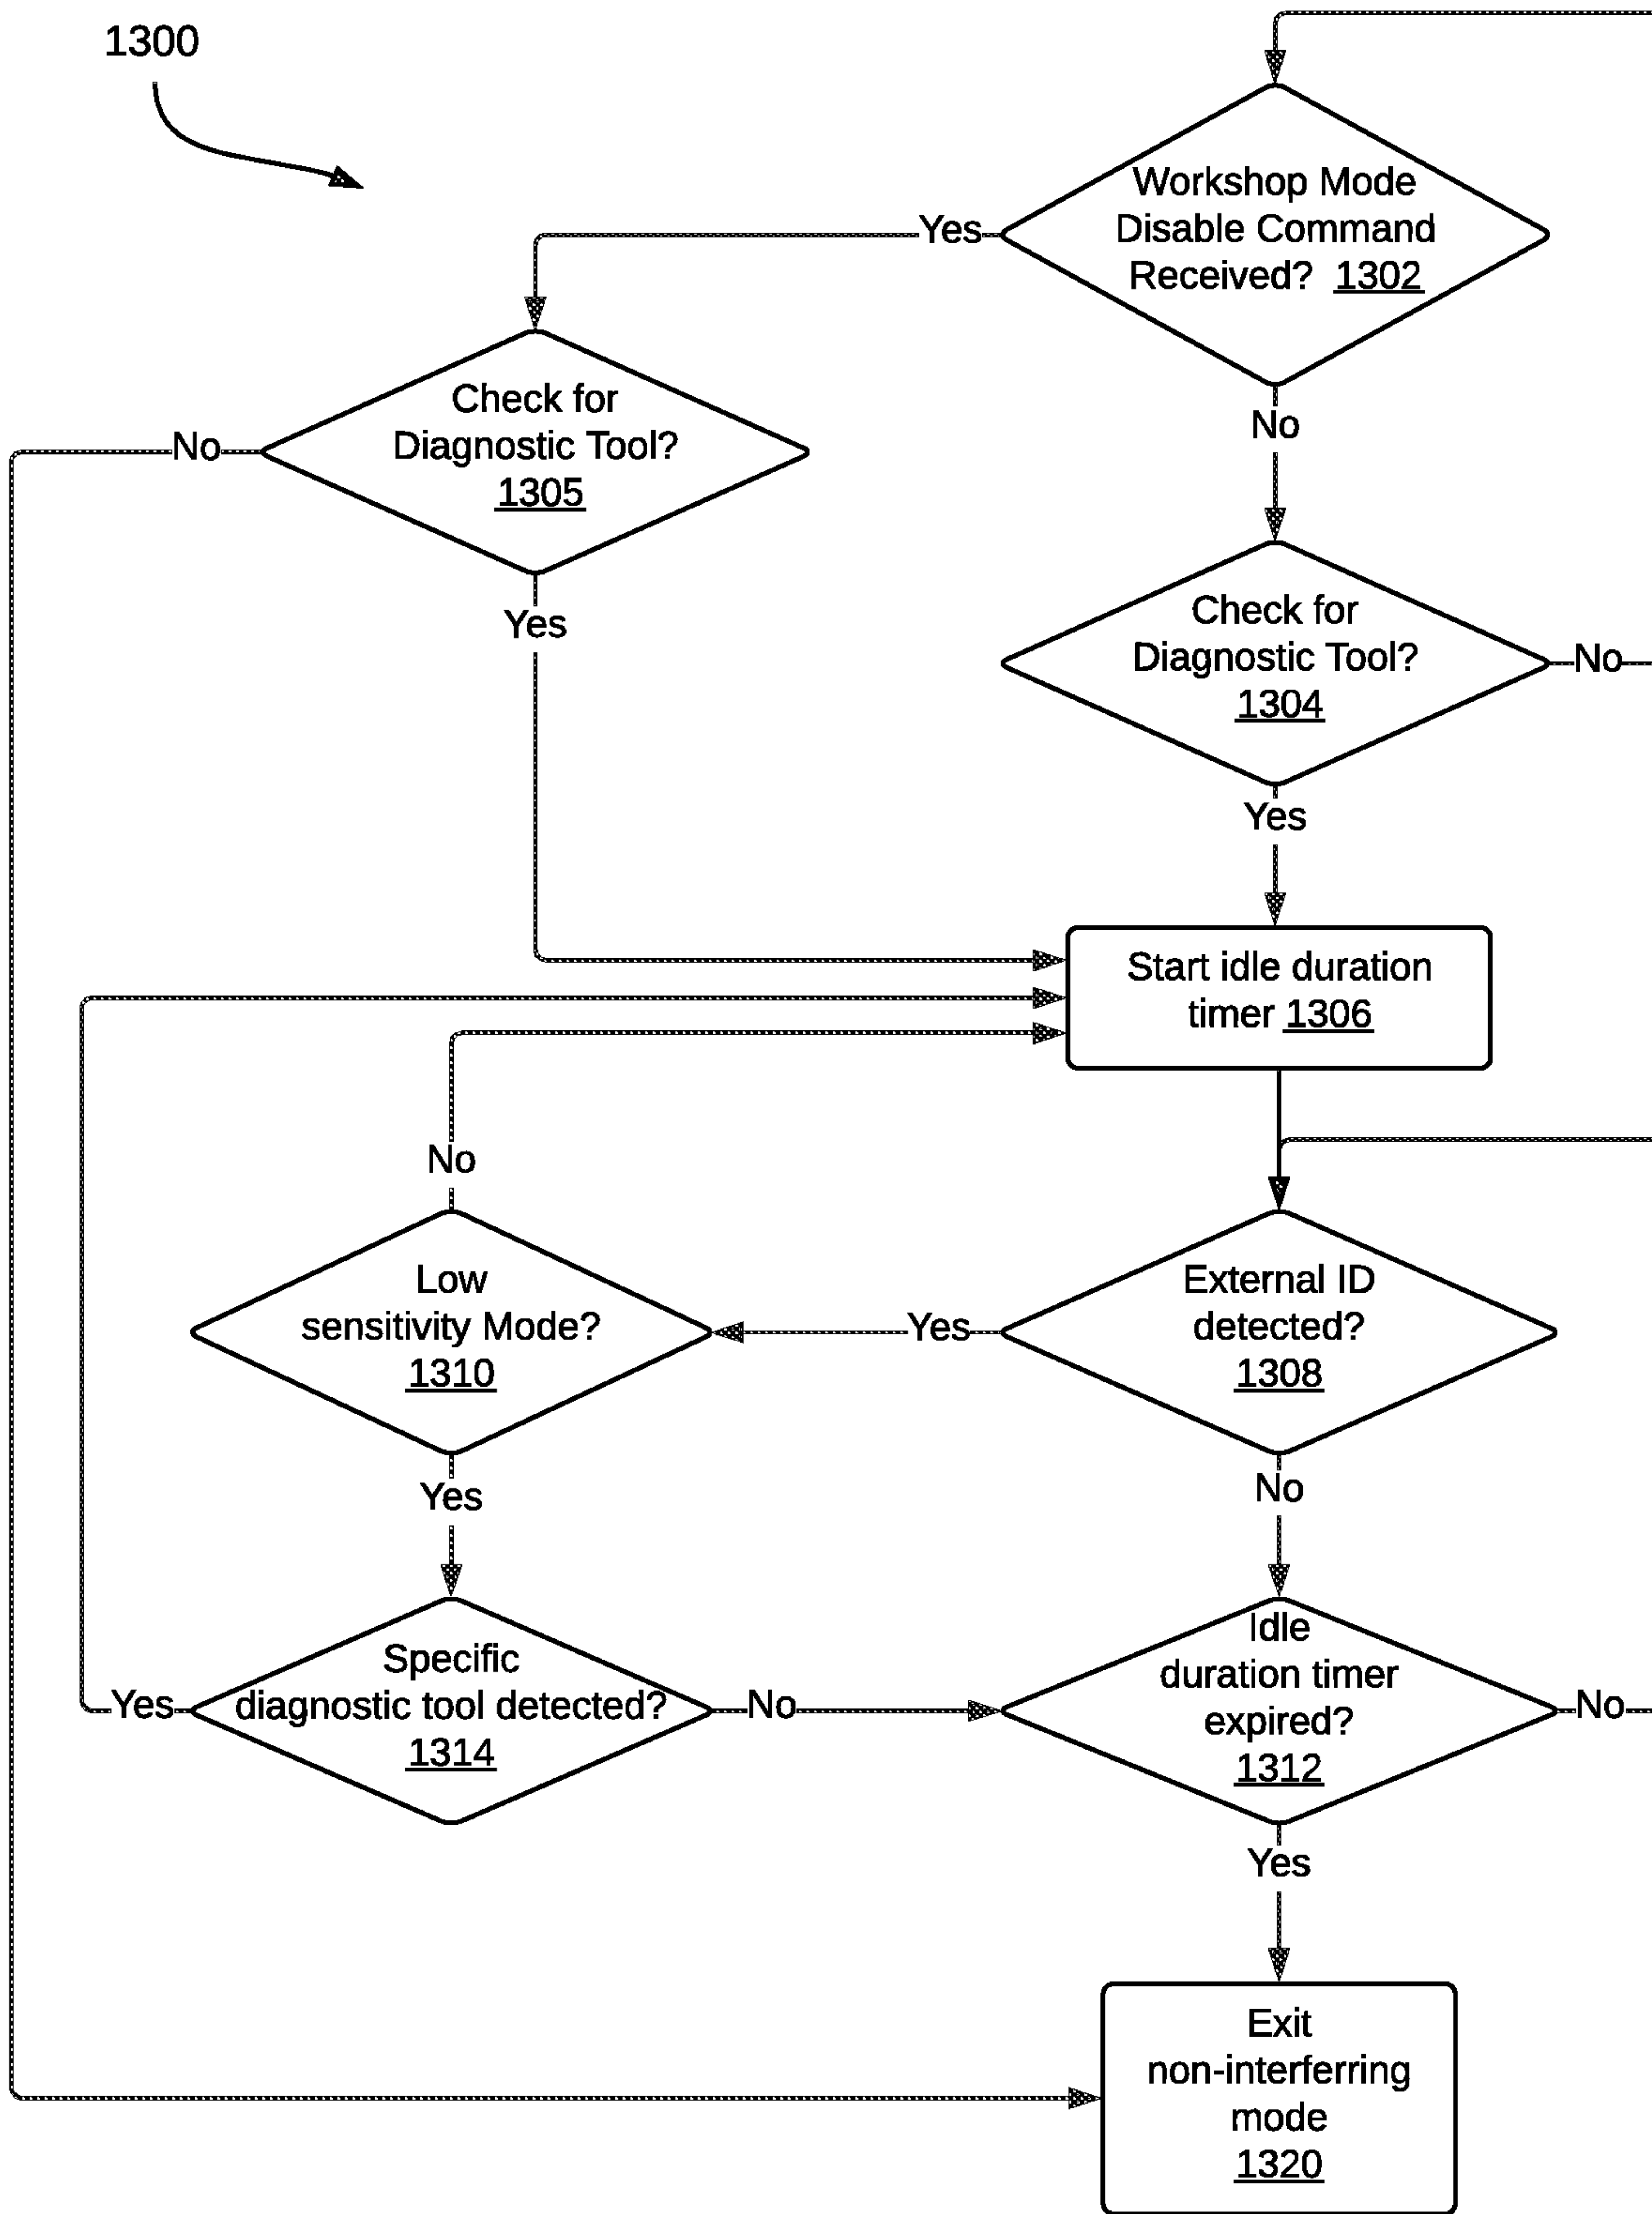 1300
Workshop Mode
Disable Command
Received? 1302
Yes
No
Check for
Diagnostic Tool?
1305
No
Yes
Check for
Diagnostic Tool?
1304
No
Yes
Start idle duration
timer 1306
No
Low
sensitivity Mode?
1310
Yes
External ID
detected?
1308
Yes
No
Specific
diagnostic tool detected?
1314
Yes
No
Idle
duration timer
expired?
1312
No
Yes
Exit
non-interferring
mode
1320